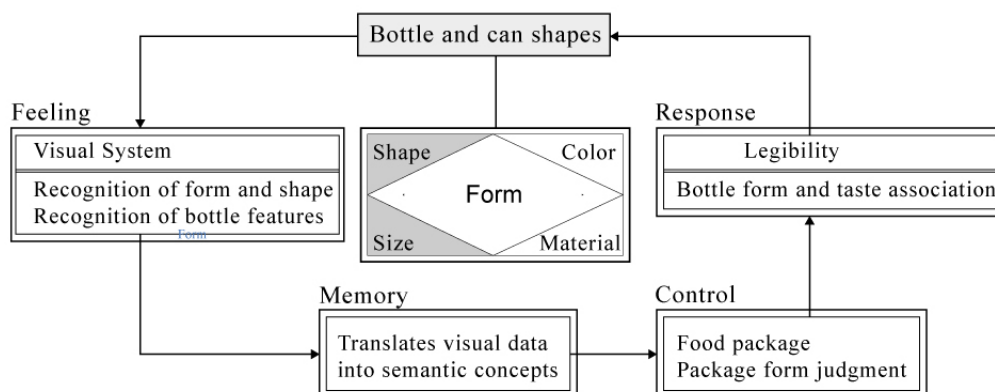 Bottle and can shapes
Feeling
Visual System
Recognition of form and shape
Recognition of bottle features
Form
Shape
Color
Form
Size
Material
Response
Legibility
Bottle form and taste association
Memory
Translates visual data
into semantic concepts
Control
Food package
Package form judgment